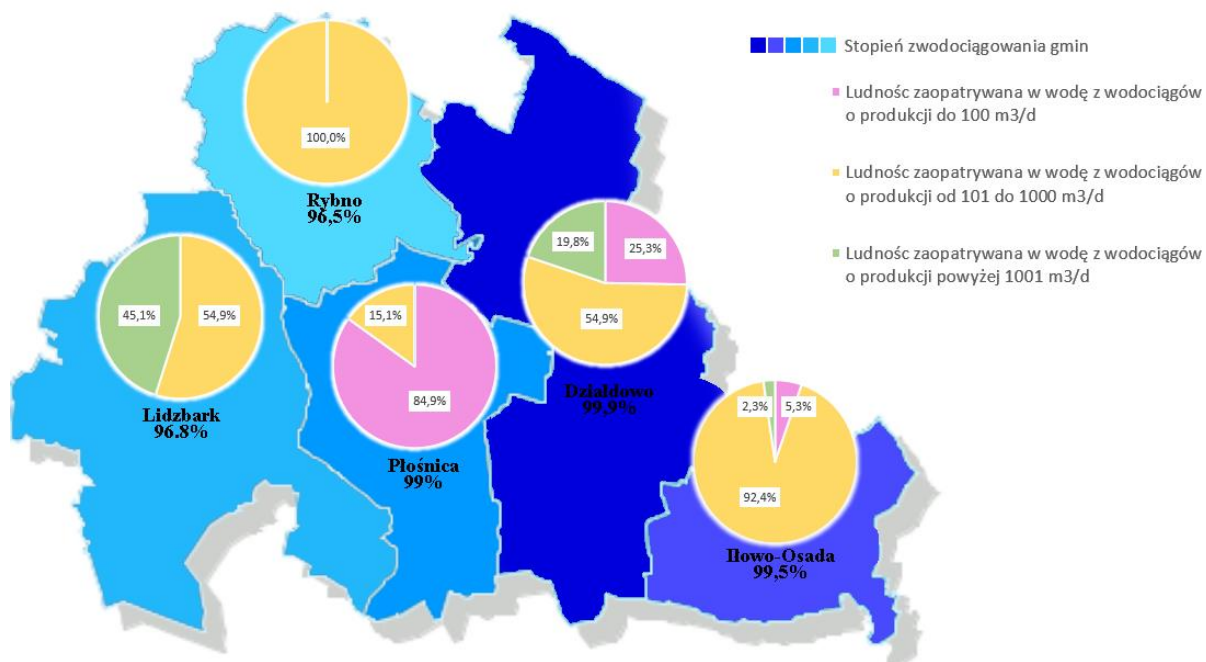 Stopień zwodociągowania gmin
Ludnośc zaopatrywana w wodę z wodociągów
o produkcji do 100 m3/d
Ludnośc zaopatrywana w wodę z wodociągów
o produkcji od 101 do 1000 m3/d
Ludnośc zaopatrywana w wodę z wodociągów
o produkcji powyżej 1001 m3/d
100,0%
Rybno
96,5%
45,1%
54,9%
Lidzbark
96.8%
15,1%
84,9%
Płośnica
99%
19,8%
25,3%
54,9%
Działdowo
99,9%
2,3%
5,3%
92,4%
Iłowo-Osada
99,5%